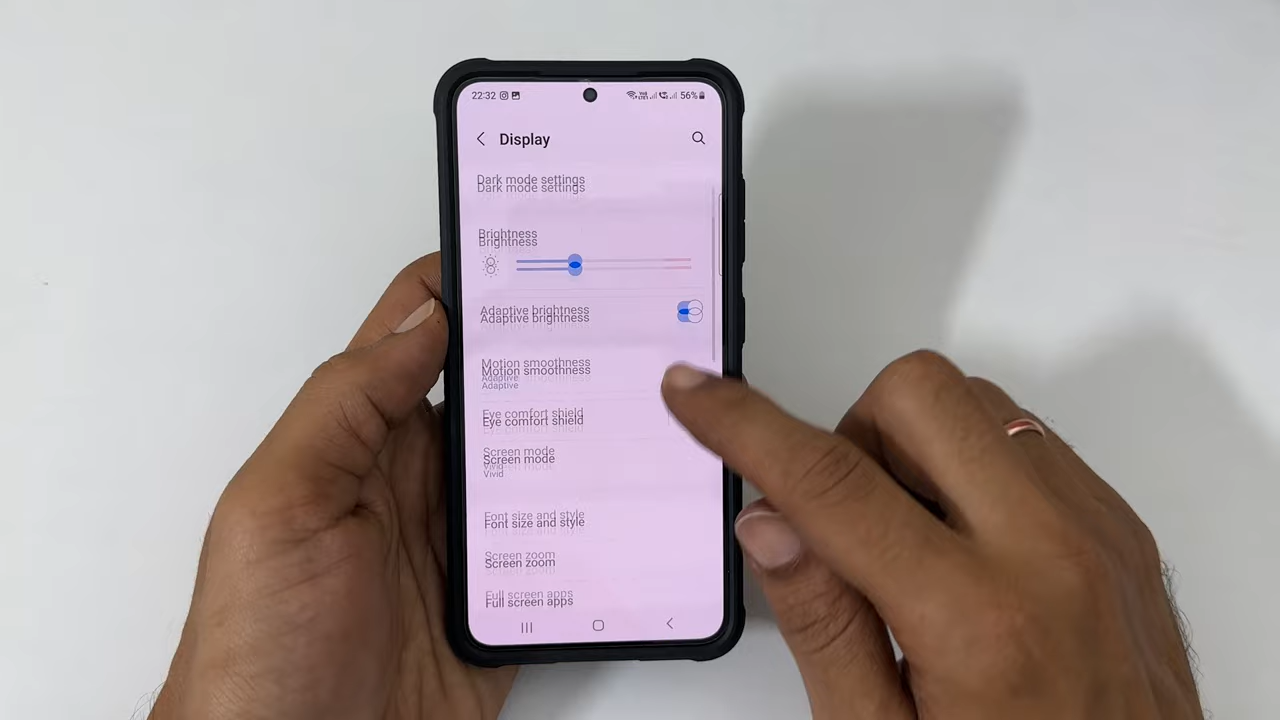 22:32 56%
Display
Dark mode settings
Brightness
Adaptive brightness
Motion smoothness
Adaptive
Eye comfort shield
Screen mode
Vivid
Font size and style
Screen zoom
Full screen apps